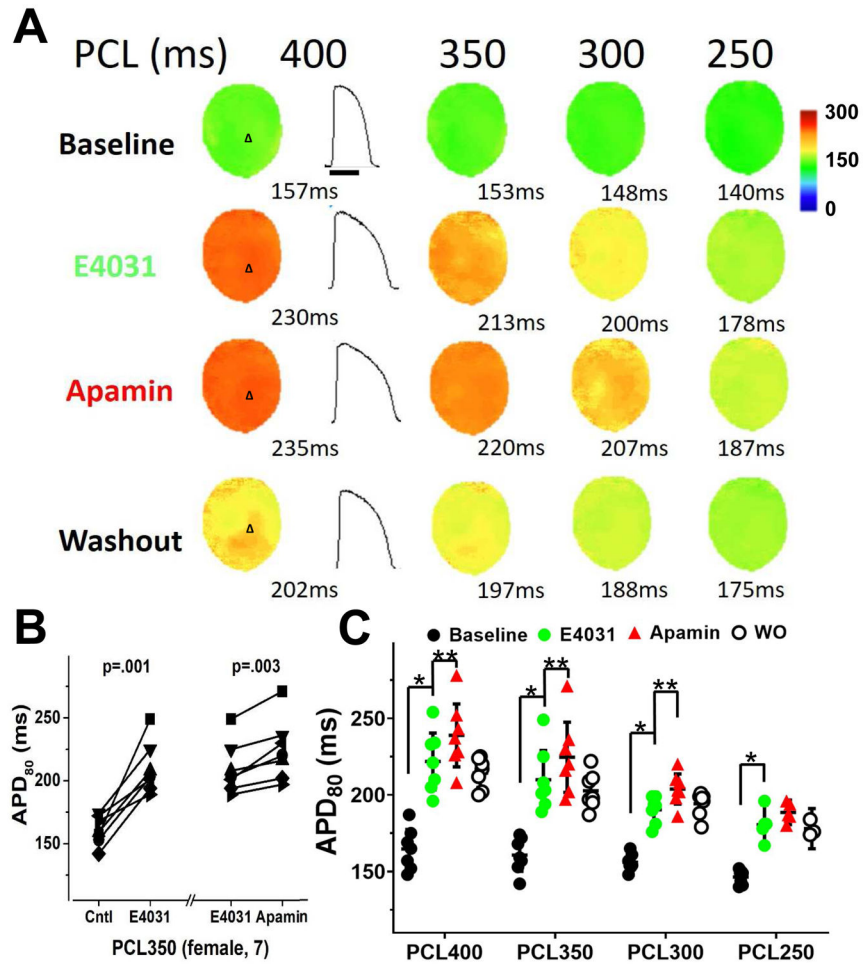 A
PCL (ms) 400 350 300 250
Baseline
Δ
300
150
0
157ms 153ms 148ms 140ms
E4031
Δ
230ms 213ms 200ms 178ms
Apamin
Δ
235ms 220ms 207ms 187ms
Washout
Δ
202ms 197ms 188ms 175ms
B
p=.001 p=.003
APD80 (ms)
250
200
150
Cntl E4031 E4031 Apamin
PCL350 (female, 7)
C
Baseline E4031 Apamin WO
* ** * ** * ** *
APD80 (ms)
250
200
150
PCL400 PCL350 PCL300 PCL250